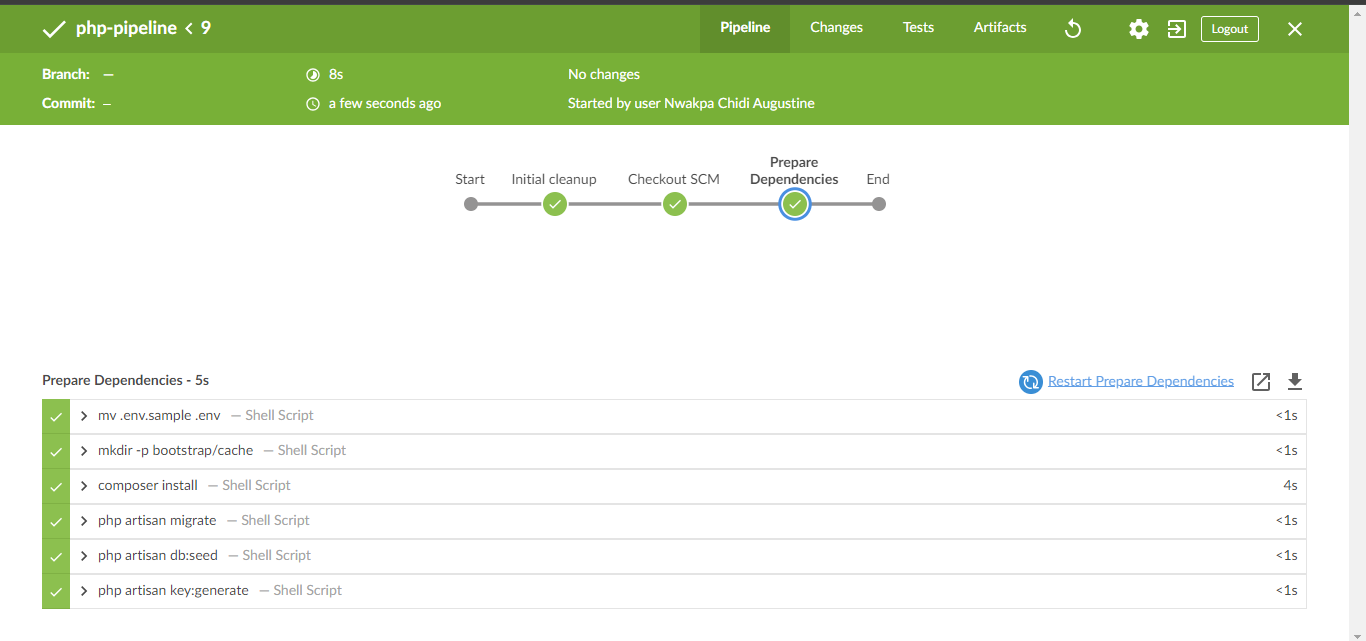 php-pipeline < 9
Pipeline Changes Tests Artifacts Logout
Branch: — 8s No changes
Commit: – a few seconds ago Started by user Nwakpa Chidi Augustine
Start Initial cleanup Checkout SCM Prepare Dependencies End
Prepare Dependencies - 5s Restart Prepare Dependencies
mv .env.sample .env — Shell Script <1s
mkdir -p bootstrap/cache — Shell Script <1s
composer install — Shell Script 4s
php artisan migrate — Shell Script <1s
php artisan db:seed — Shell Script <1s
php artisan key:generate — Shell Script <1s